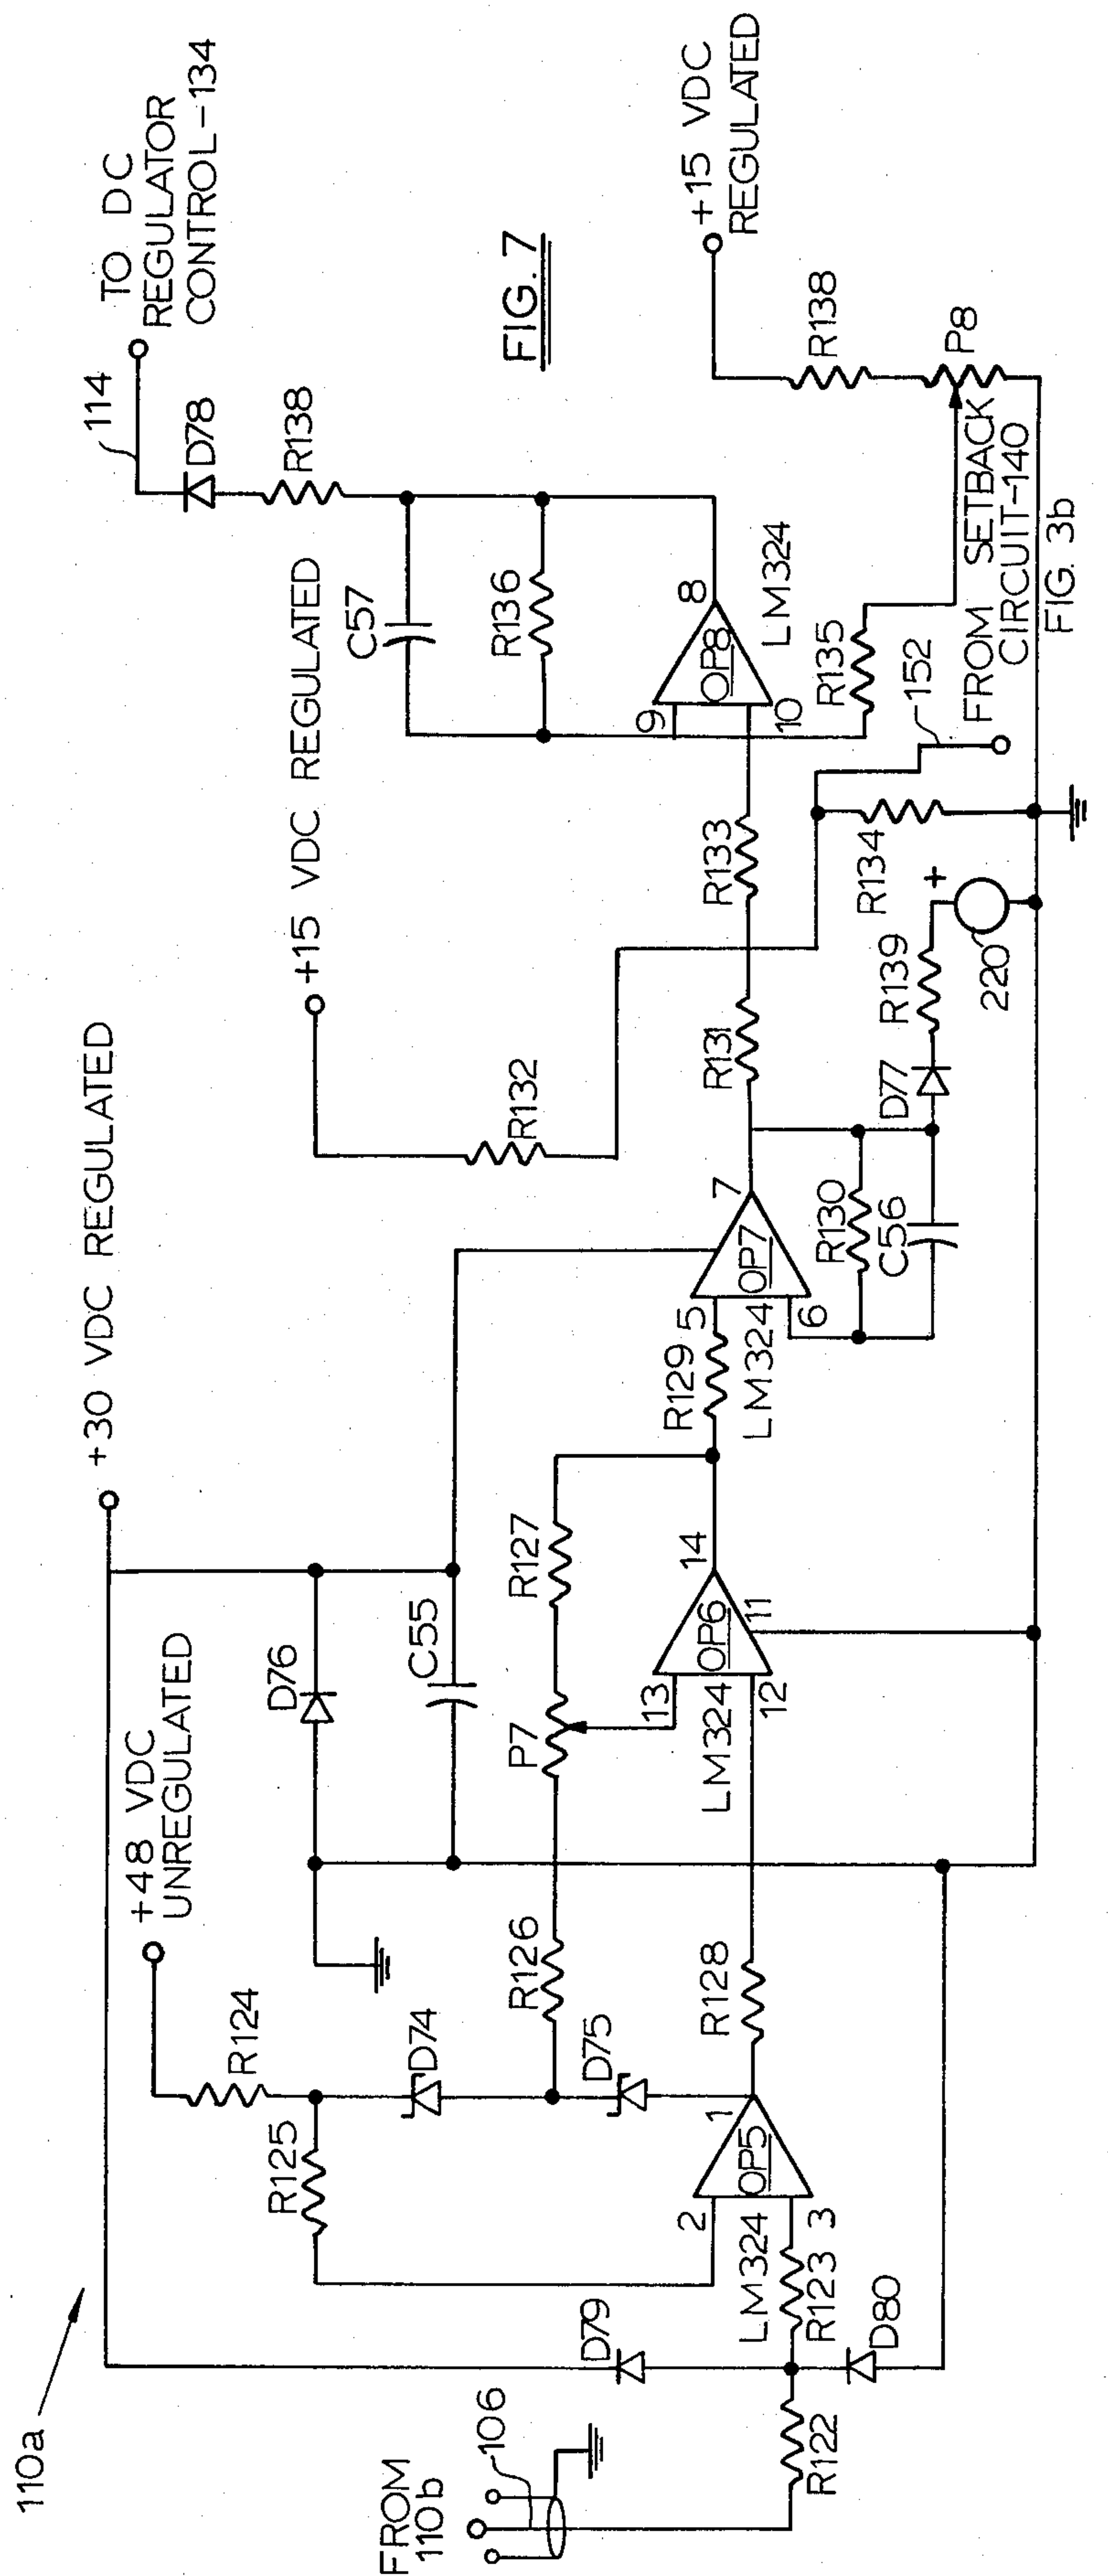 110a
FROM
110b
106
R122
D79
D80
R123
LM324
2
3
OP5
1
R125
R124
+48 VDC
UNREGULATED
D74
D75
R126
R128
D76
C55
P7
R127
13
12
LM324
OP6
14
11
+30 VDC REGULATED
R129
5
6
LM324
OP7
7
R130
C56
D77
R139
220
+
R131
R132
+15 VDC REGULATED
R133
R134
152
FROM SETBACK
CIRCUIT-140
FIG. 3b
9
10
OP8
8
LM324
R135
R136
C57
R138
D78
114
TO DC
REGULATOR
CONTROL-134
FIG. 7
P8
R138
+15 VDC
REGULATED